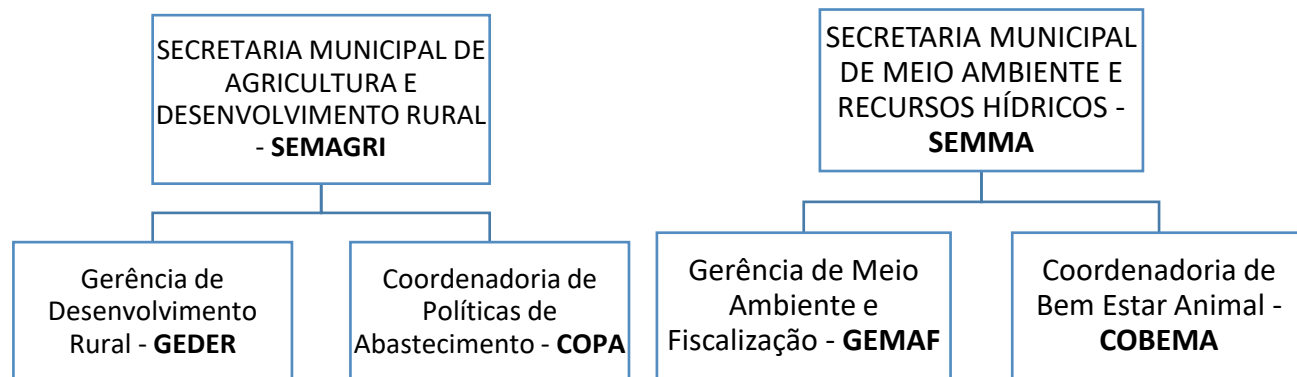 SECRETARIA MUNICIPAL DE
AGRICULTURA E
DESENVOLVIMENTO RURAL
- SEMAGRI
Gerência de
Desenvolvimento
Rural - GEDER
Coordenadoria de
Políticas de
Abastecimento - COPA
SECRETARIA MUNICIPAL
DE MEIO AMBIENTE E
RECURSOS HÍDRICOS -
SEMMA
Gerência de Meio
Ambiente e
Fiscalização - GEMAF
Coordenadoria de
Bem Estar Animal -
COBEMA